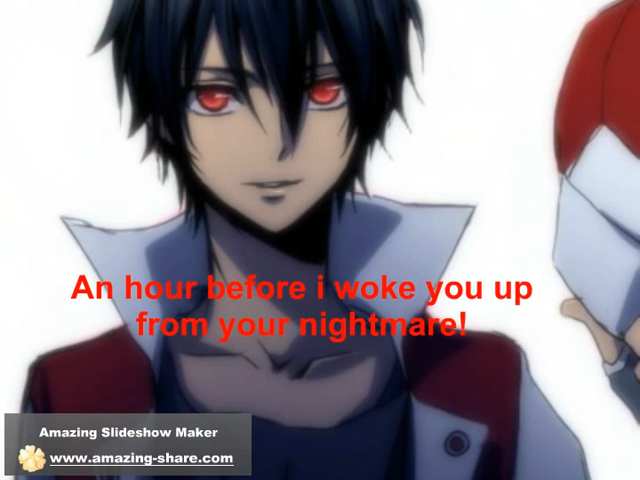 An hour before i woke you up
from your nightmare!
Amazing Slideshow Maker
www.amazing-share.com